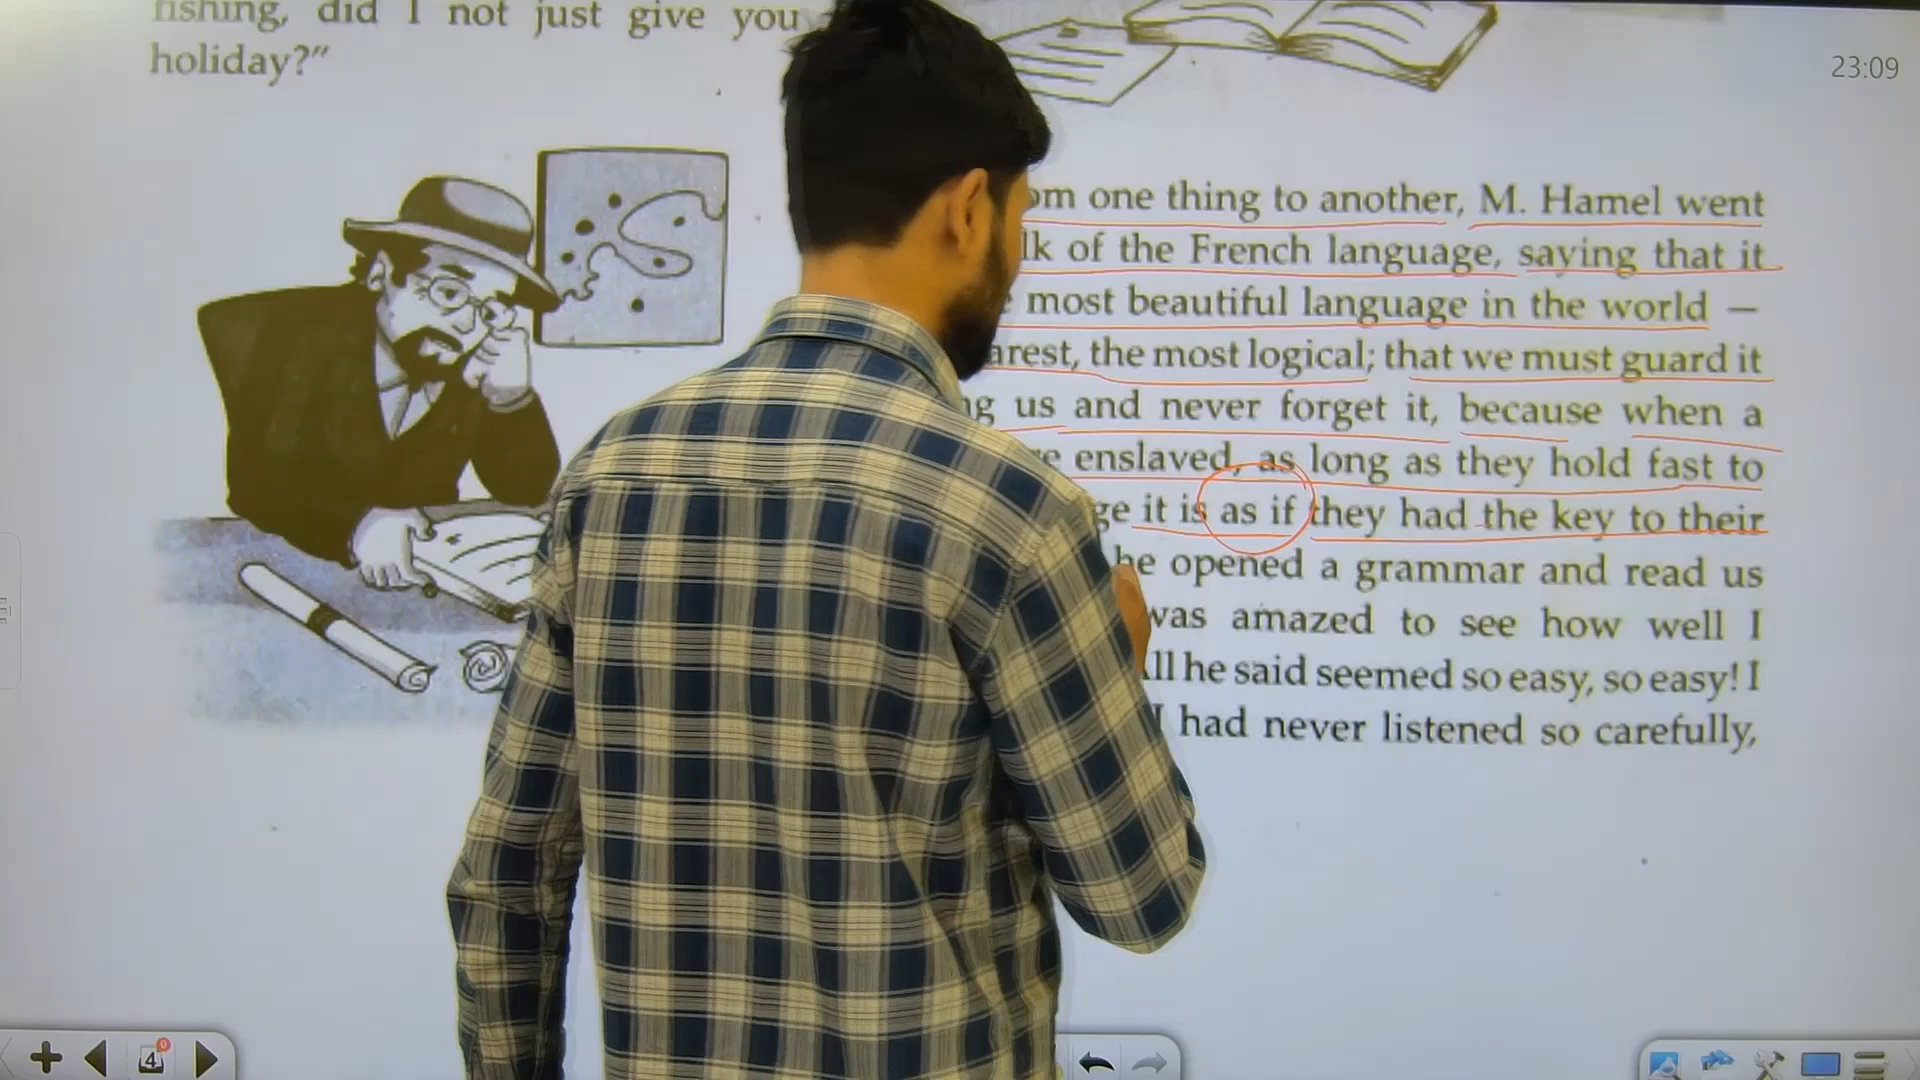 fishing, did I not just give you
holiday?”
23:09
one thing to another, M. Hamel went
of the French language, saying that it
most beautiful language in the world —
the most logical; that we must guard it
us and never forget it, because when a
enslaved, as long as they hold fast to
it is as if they had the key to their
he opened a grammar and read us
was amazed to see how well I
he said seemed so easy, so easy! I
I had never listened so carefully,
4
0